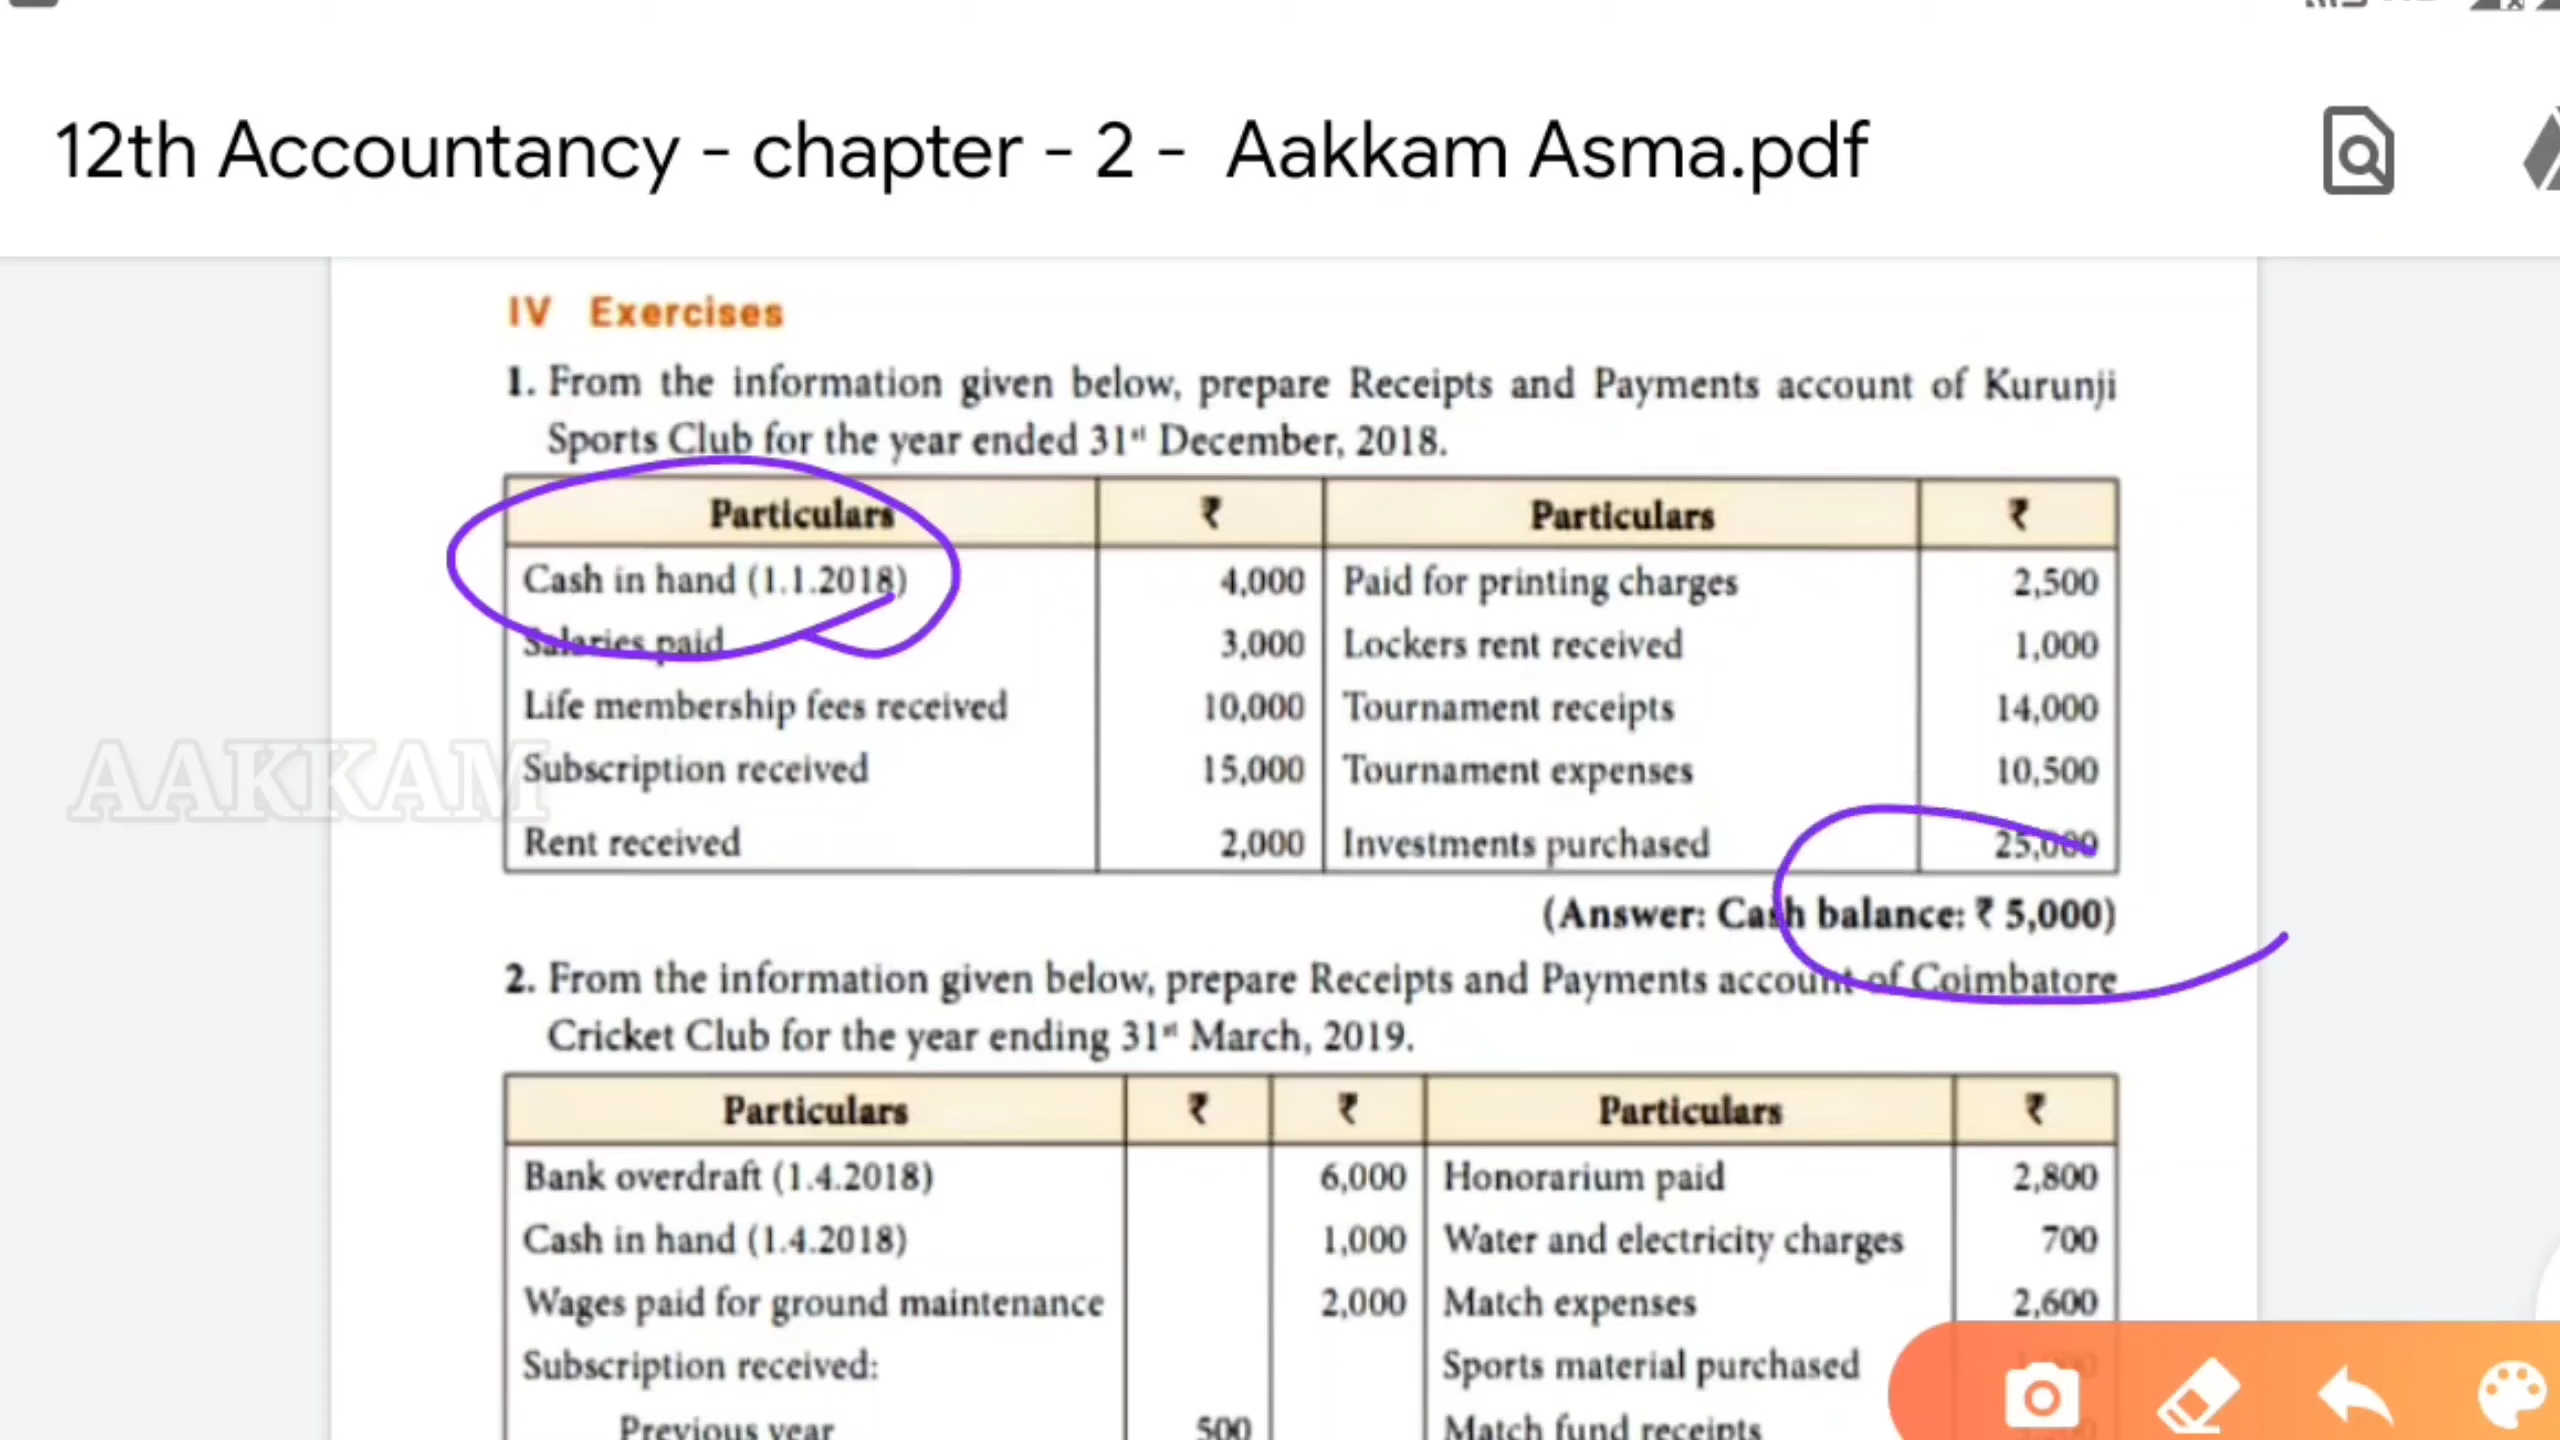 12th Accountancy - chapter - 2 - Aakkam Asma.pdf
IV Exercises
1. From the information given below, prepare Receipts and Payments account of Kurunji
Sports Club for the year ended 31st December, 2018.
Particulars ₹ Particulars ₹
Cash in hand (1.1.2018) 4,000 Paid for printing charges 2,500
Salaries paid 3,000 Lockers rent received 1,000
Life membership fees received 10,000 Tournament receipts 14,000
Subscription received 15,000 Tournament expenses 10,500
Rent received 2,000 Investments purchased 25,000
(Answer: Cash balance: ₹ 5,000)
AAKKAM
2. From the information given below, prepare Receipts and Payments account of Coimbatore
Cricket Club for the year ending 31st March, 2019.
Particulars ₹ ₹ Particulars ₹
Bank overdraft (1.4.2018) 6,000 Honorarium paid 2,800
Cash in hand (1.4.2018) 1,000 Water and electricity charges 700
Wages paid for ground maintenance 2,000 Match expenses 2,600
Subscription received: Sports material purchased
Previous year 500 Match fund receipts